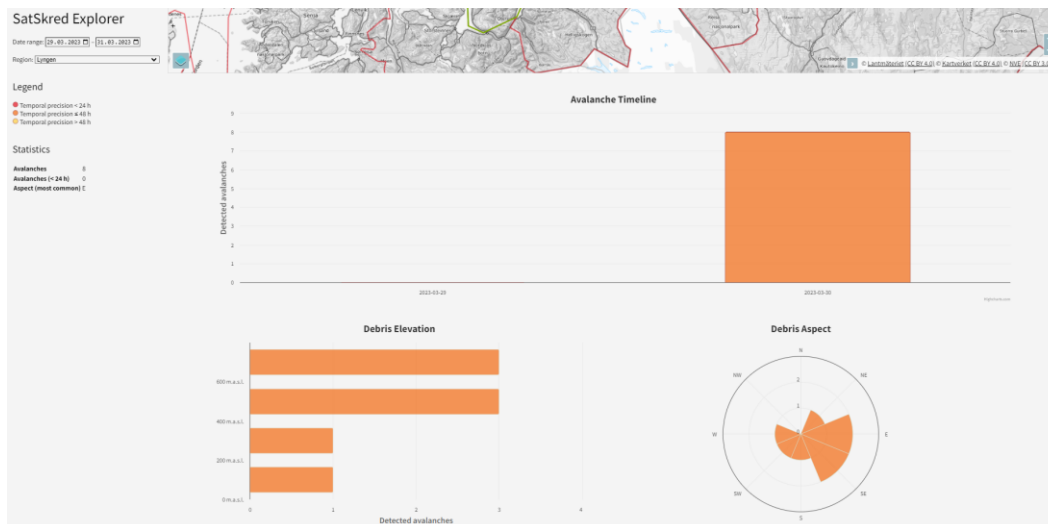 SatSkred Explorer
Date range: 29.03.2023 - 31.03.2023
Region: Lyngen
© Lantmäteriet (CC BY 4.0) © Kartverket (CC BY 4.0) © NVE (CC BY 3.0
Legend
Temporal precision < 24 h
Temporal precision ≤ 48 h
Temporal precision > 48 h
Statistics
Avalanches 8
Avalanches (< 24 h) 0
Aspect (most common) E
Avalanche Timeline
Detected avalanches
9
8
7
6
5
4
3
2
1
0
2023-03-29
2023-03-30
Highcharts.com
Debris Elevation
600 m.a.s.l.
400 m.a.s.l.
200 m.a.s.l.
0 m.a.s.l.
0 1 2 3 4
Detected avalanches
Debris Aspect
N
NW NE
2
1
0
W E
SW SE
S